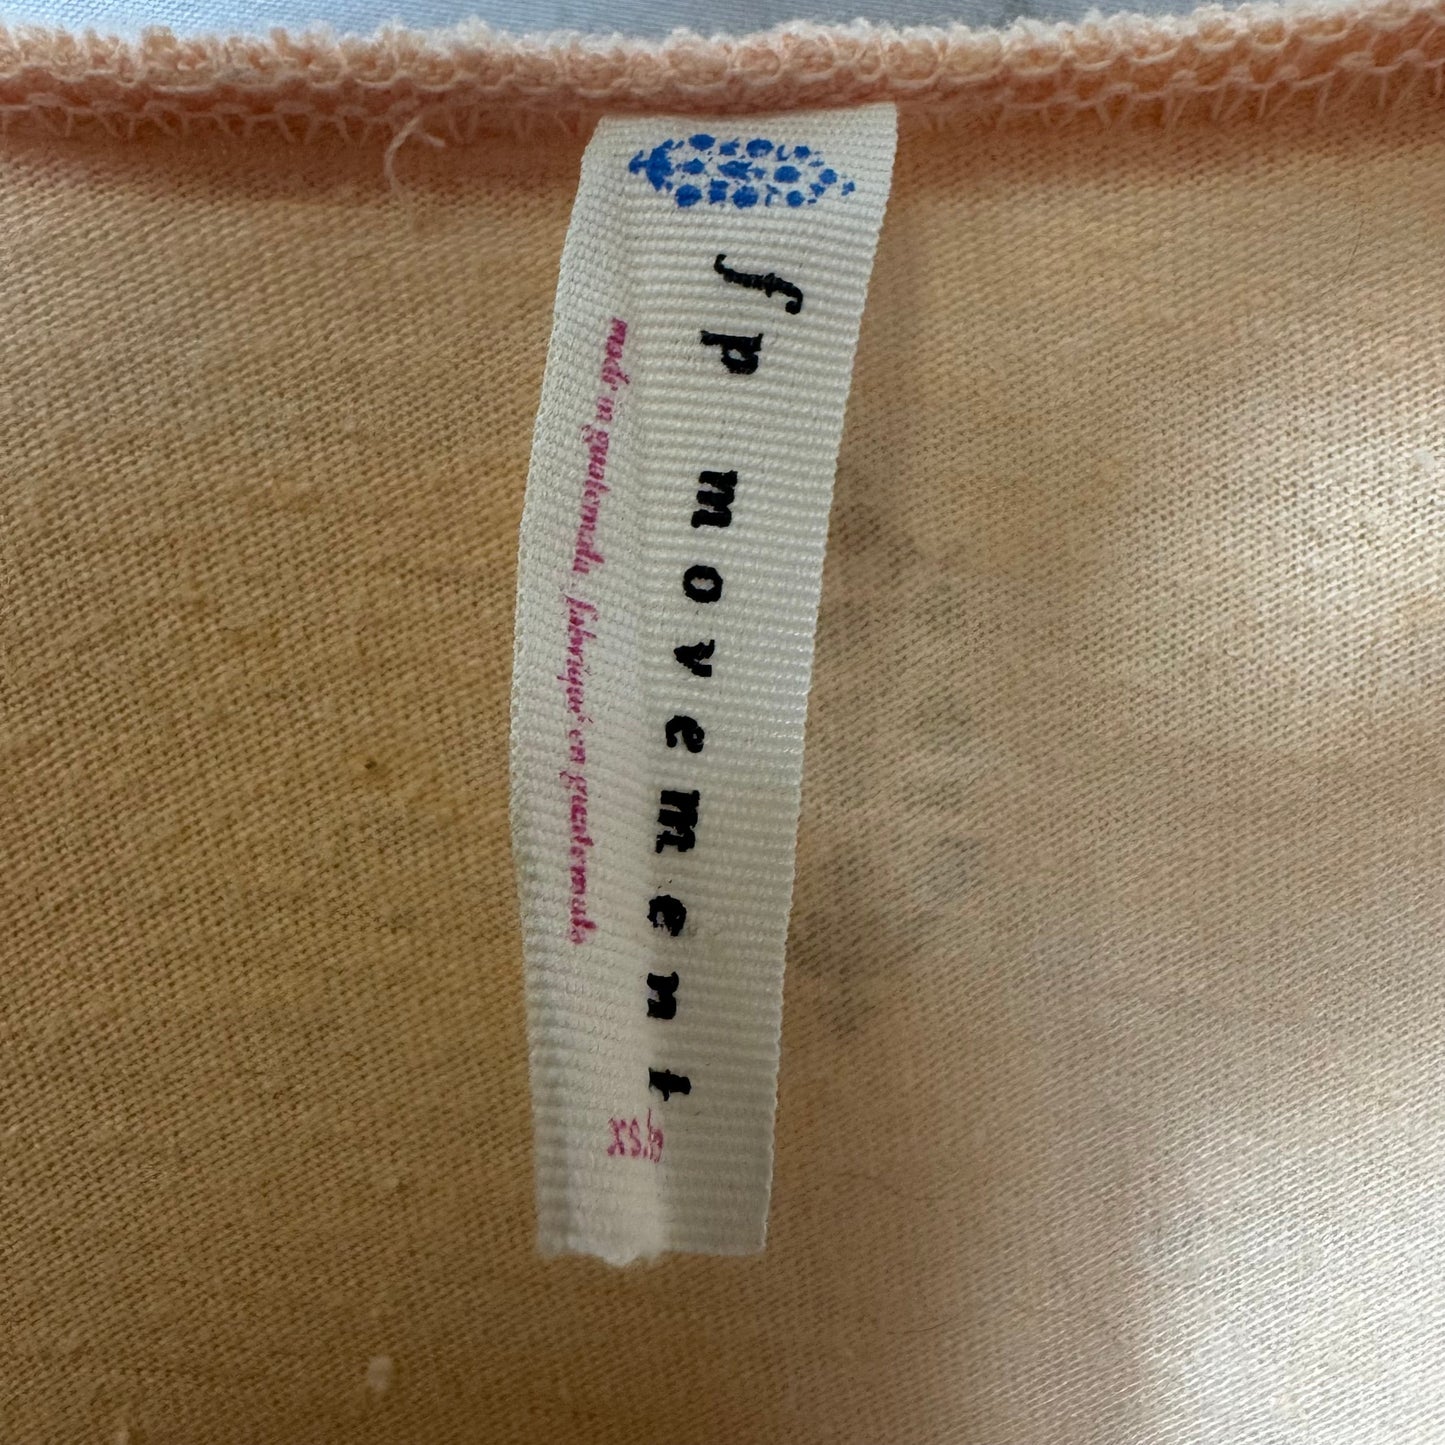 fp movement
made in guatemala. fabriqué en guatemala
xs/